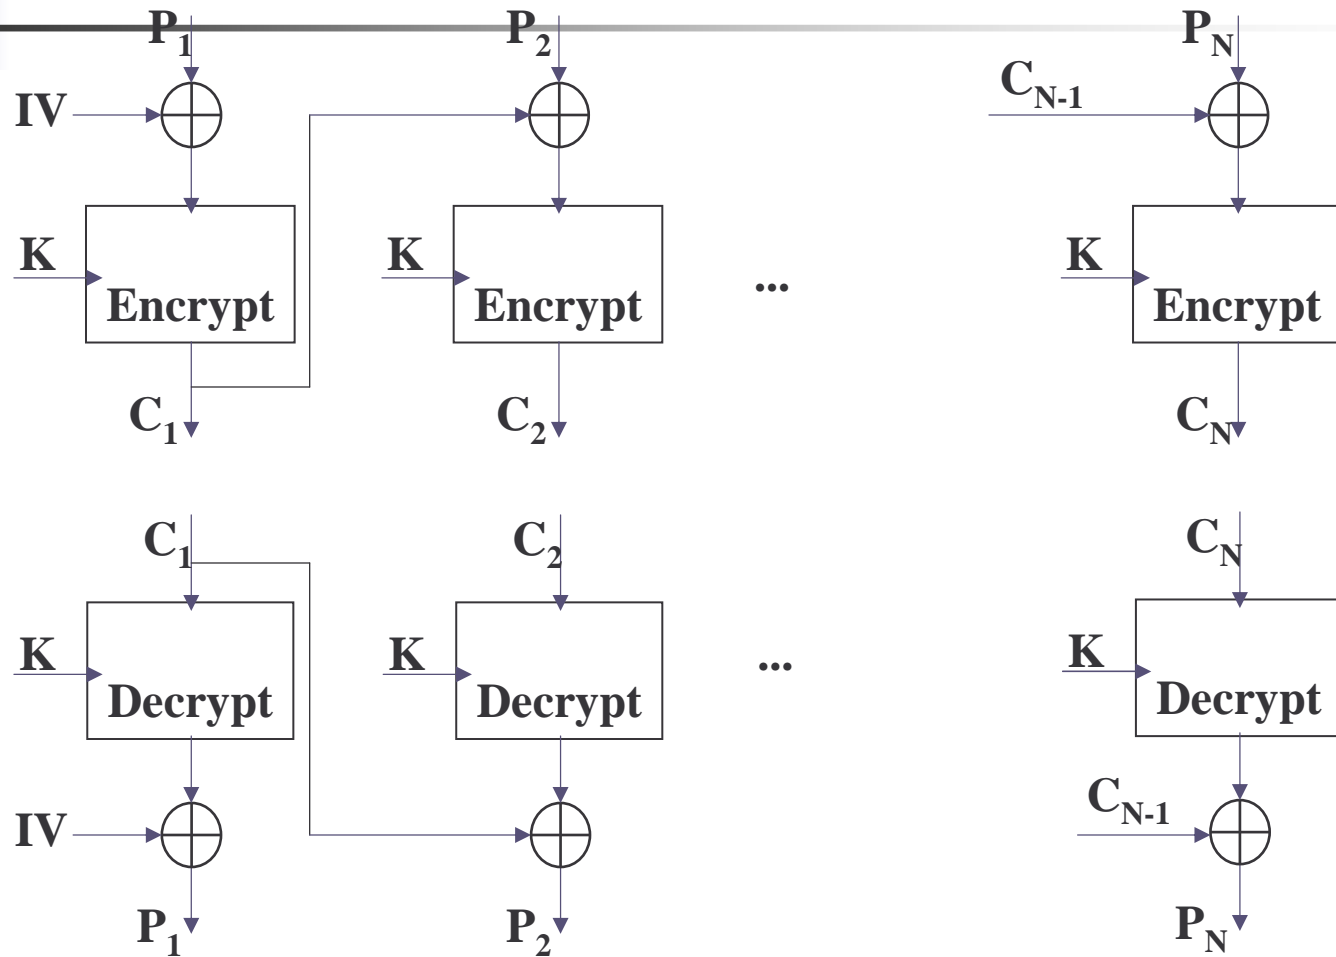 P1 P2 PN
IV CN-1
K K K
Encrypt Encrypt ... Encrypt
C1 C2 CN
C1 C2 CN
K K K
Decrypt Decrypt ... Decrypt
IV CN-1
P1 P2 PN